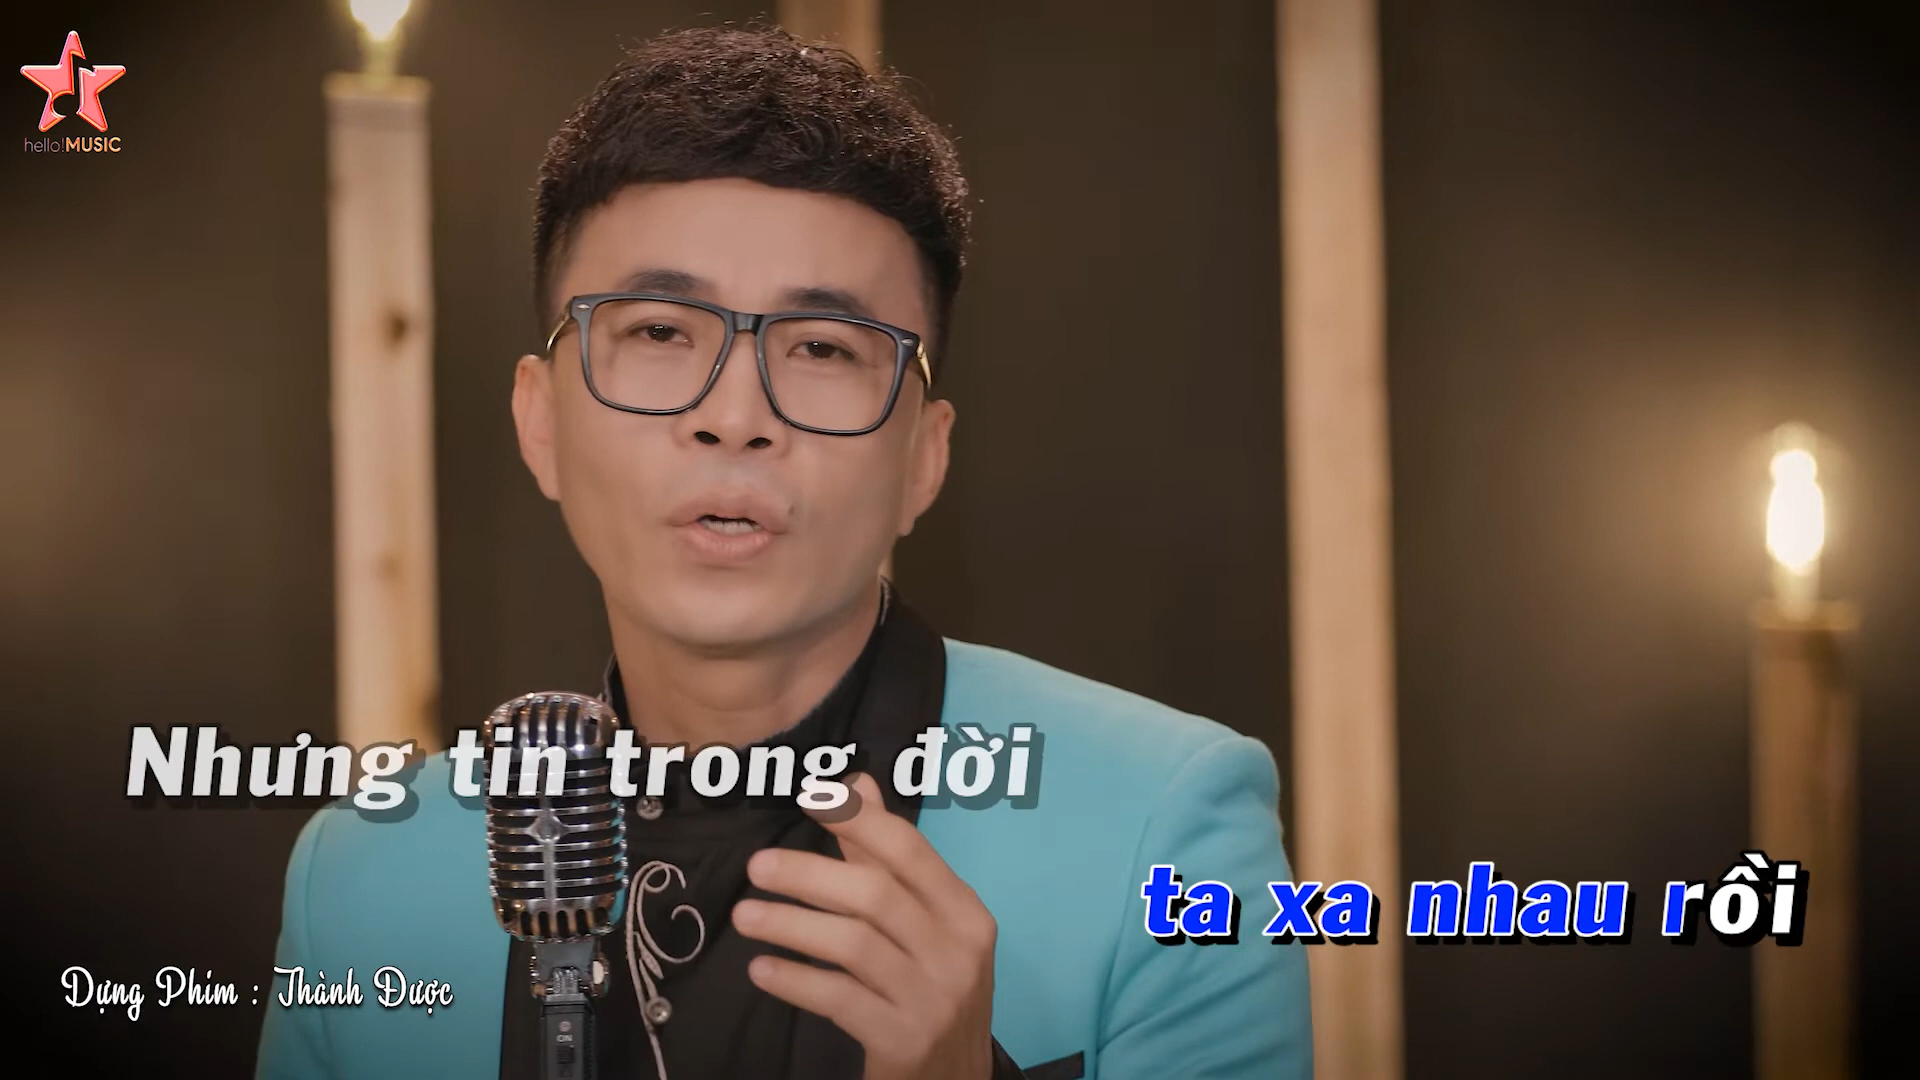 hello!MUSIC
Nhưng tin trong đời
ta xa nhau rồi
Dựng Phim : Thành Được